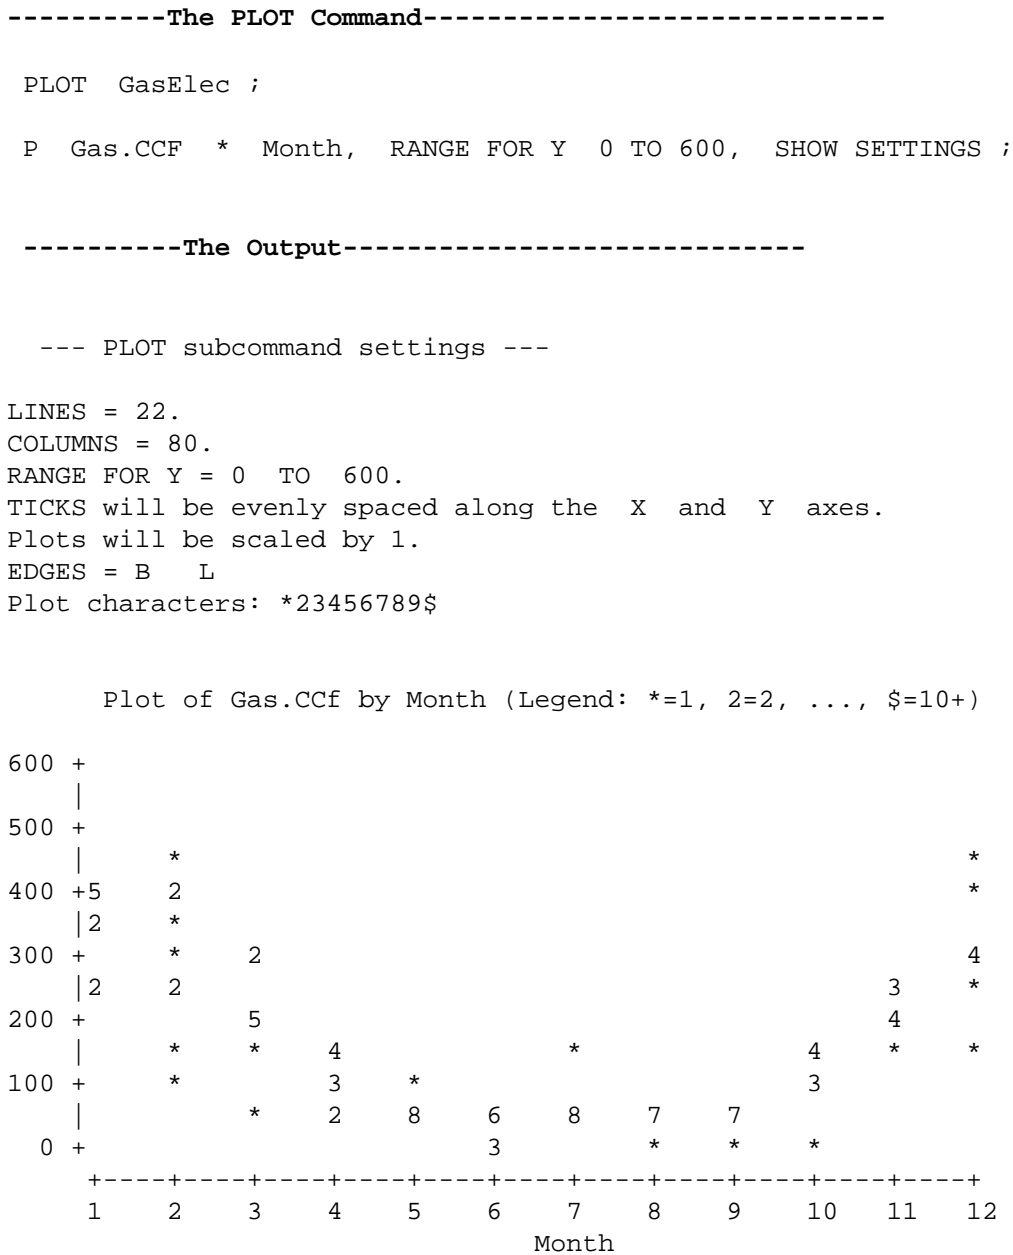 ----------The PLOT Command-----------------------------
PLOT  GasElec ;
P  Gas.CCF  *  Month,  RANGE FOR Y  0 TO 600,  SHOW SETTINGS ;
----------The Output-----------------------------
--- PLOT subcommand settings ---
LINES = 22.
COLUMNS = 80.
RANGE FOR Y = 0  TO  600.
TICKS will be evenly spaced along the  X  and  Y  axes.
Plots will be scaled by 1.
EDGES = B   L
Plot characters: *23456789$
      Plot of Gas.CCf by Month (Legend: *=1, 2=2, ..., $=10+)
600 +
    |
500 +
    |     *                                                 *
400 +5    2                                                 *
    |2    *
300 +     *    2                                            4
    |2    2                                            3    *
200 +          5                                       4
    |     *    *    4              *              4    *    *
100 +     *         3    *                        3
    |          *    2    8    6    8    7    7
  0 +                         3         *    *    *
     +----+----+----+----+----+----+----+----+----+----+----+
     1    2    3    4    5    6    7    8    9    10   11   12
                                 Month